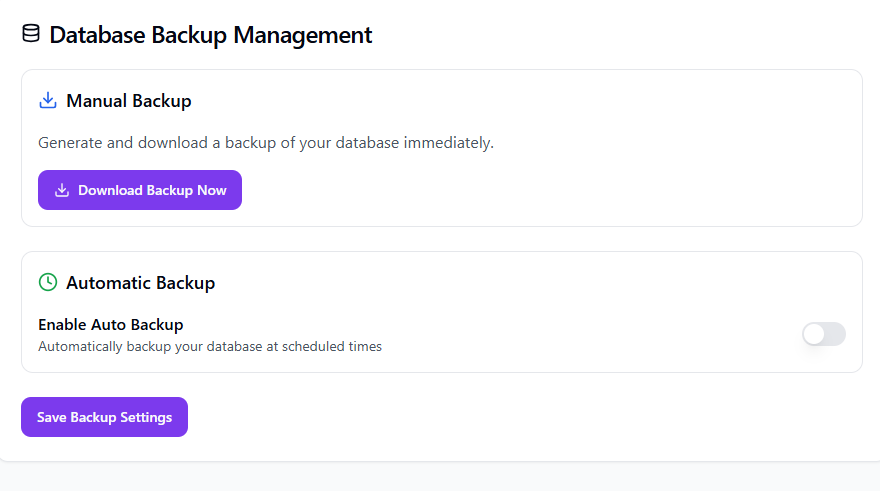 Database Backup Management
Manual Backup
Generate and download a backup of your database immediately.
Download Backup Now
Automatic Backup
Enable Auto Backup
Automatically backup your database at scheduled times
Save Backup Settings